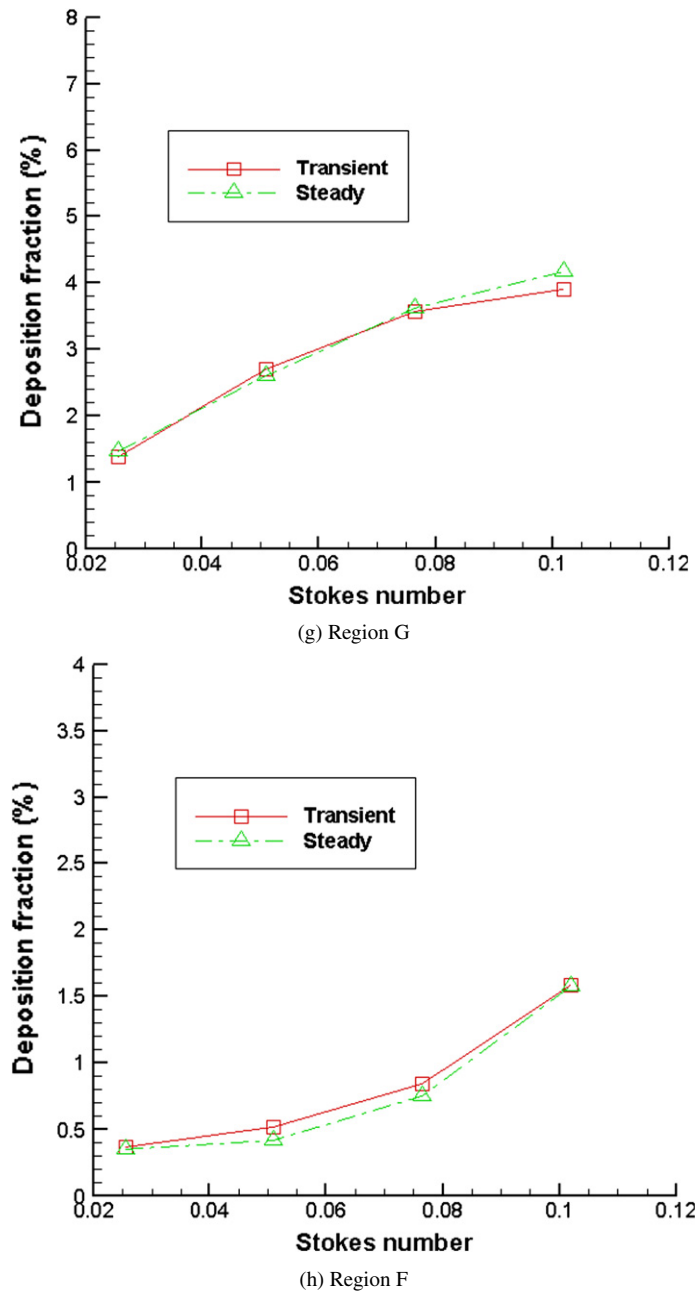 8
7
6
5
4
3
2
1
0
Deposition fraction (%)
Transient
Steady
0.02 0.04 0.06 0.08 0.1 0.12
Stokes number
(g) Region G
4
3.5
3
2.5
2
1.5
1
0.5
0
Deposition fraction (%)
Transient
Steady
0.02 0.04 0.06 0.08 0.1 0.12
Stokes number
(h) Region F